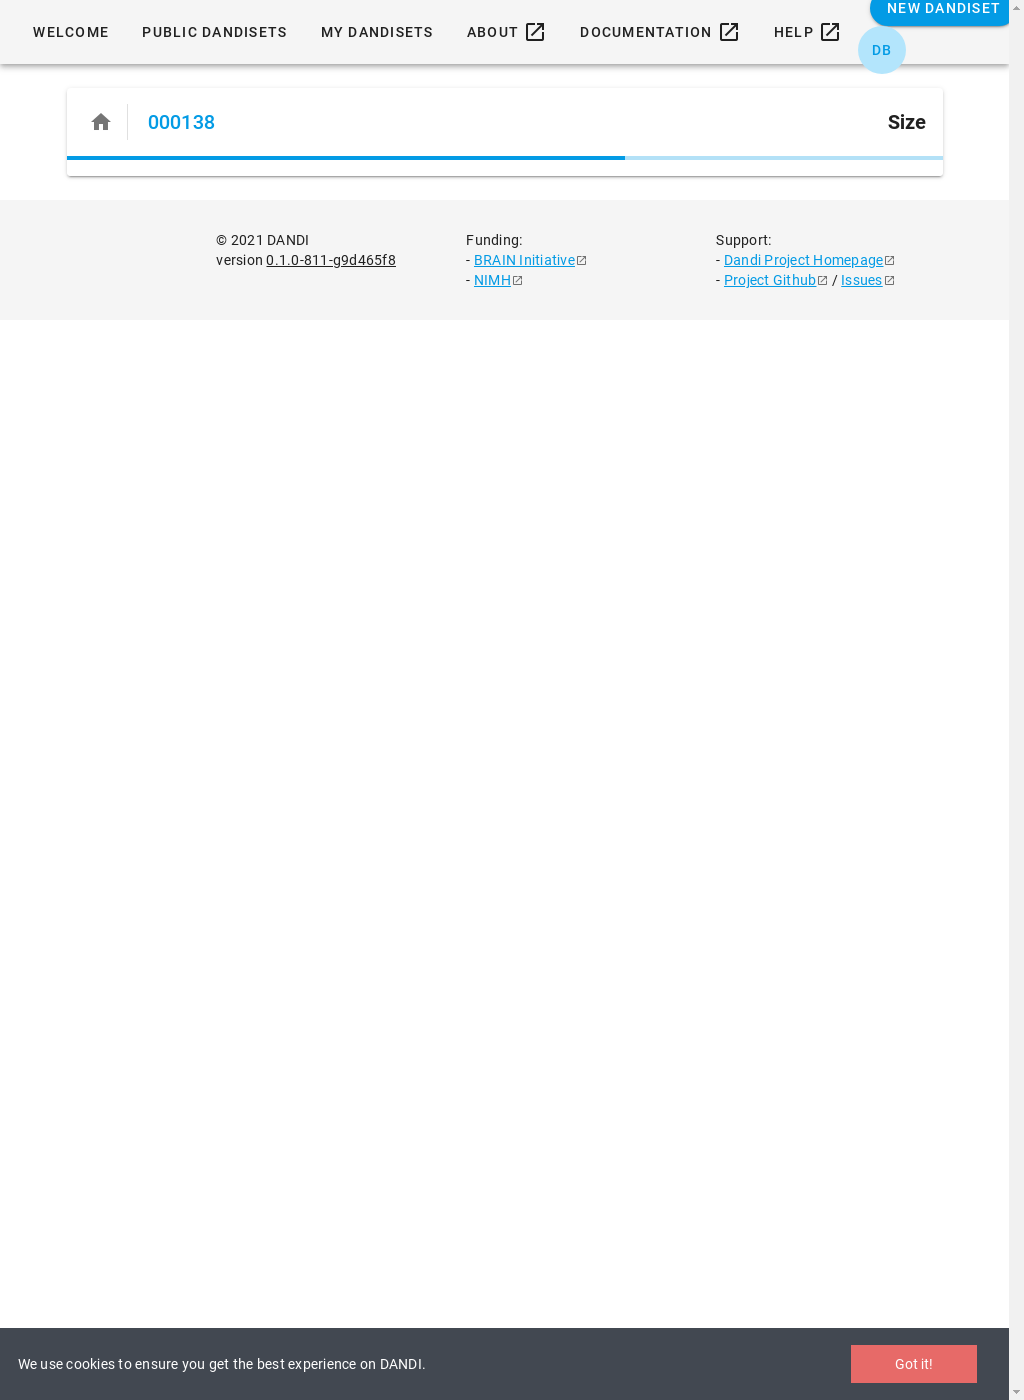 NEW DANDISET
WELCOME PUBLIC DANDISETS MY DANDISETS ABOUT DOCUMENTATION HELP
DB
000138 Size
© 2021 DANDI
version 0.1.0-811-g9d465f8
Funding:
- BRAIN Initiative
- NIMH
Support:
- Dandi Project Homepage
- Project Github / Issues
We use cookies to ensure you get the best experience on DANDI. Got it!